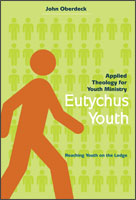 John Oberdeck
Applied
Theology for
Youth Ministry
Eutychus
Youth
Reaching Youth on the Ledge